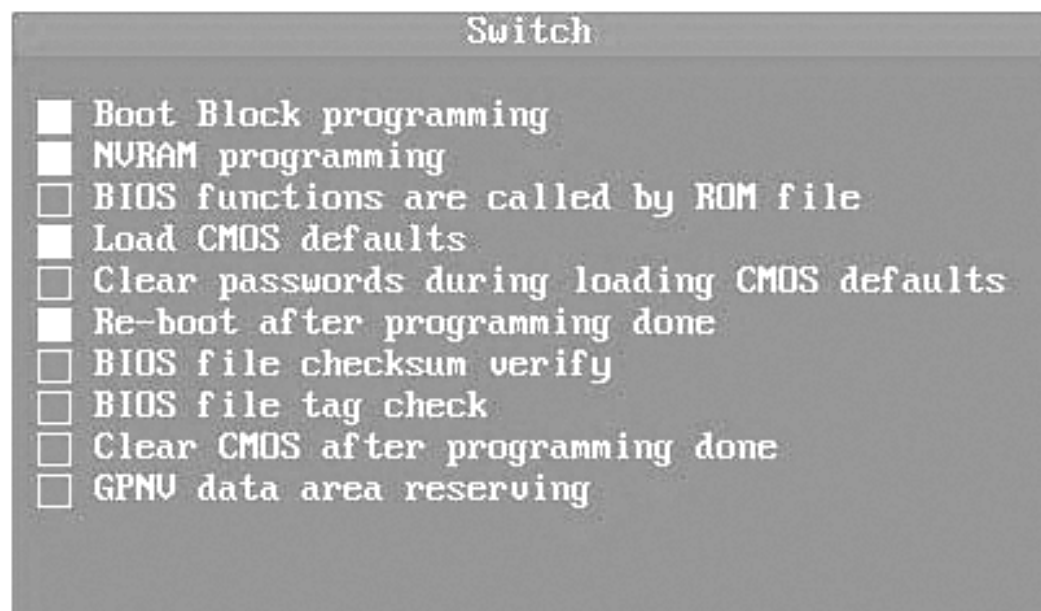 Switch
Boot Block programming
NVRAM programming
BIOS functions are called by ROM file
Load CMOS defaults
Clear passwords during loading CMOS defaults
Re-boot after programming done
BIOS file checksum verify
BIOS file tag check
Clear CMOS after programming done
GPNV data area reserving